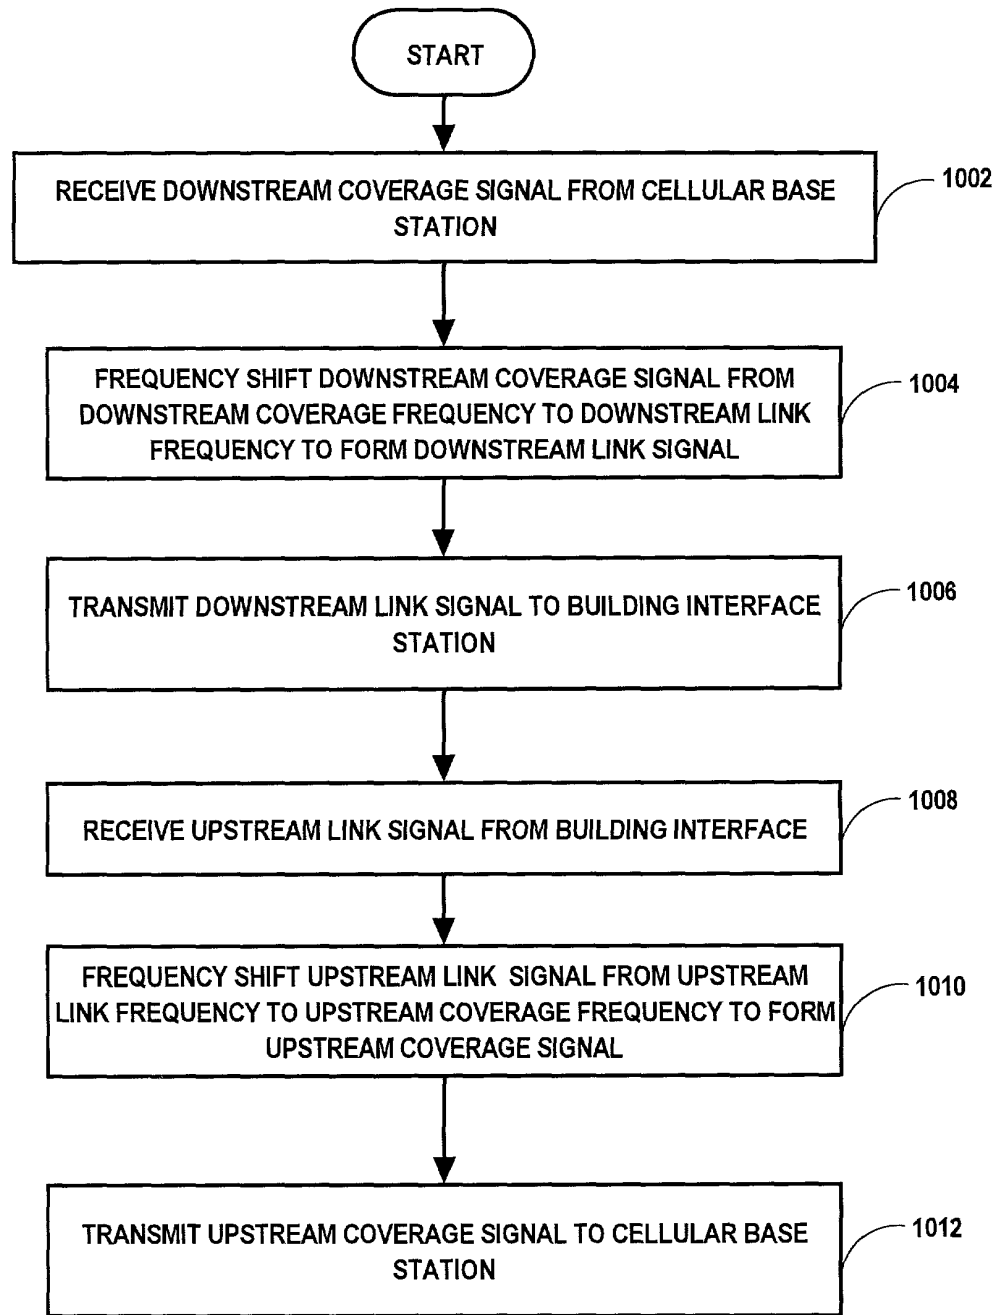 START
RECEIVE DOWNSTREAM COVERAGE SIGNAL FROM CELLULAR BASE
STATION
1002
FREQUENCY SHIFT DOWNSTREAM COVERAGE SIGNAL FROM
DOWNSTREAM COVERAGE FREQUENCY TO DOWNSTREAM LINK
FREQUENCY TO FORM DOWNSTREAM LINK SIGNAL
1004
TRANSMIT DOWNSTREAM LINK SIGNAL TO BUILDING INTERFACE
STATION
1006
RECEIVE UPSTREAM LINK SIGNAL FROM BUILDING INTERFACE
1008
FREQUENCY SHIFT UPSTREAM LINK SIGNAL FROM UPSTREAM
LINK FREQUENCY TO UPSTREAM COVERAGE FREQUENCY TO FORM
UPSTREAM COVERAGE SIGNAL
1010
TRANSMIT UPSTREAM COVERAGE SIGNAL TO CELLULAR BASE
STATION
1012